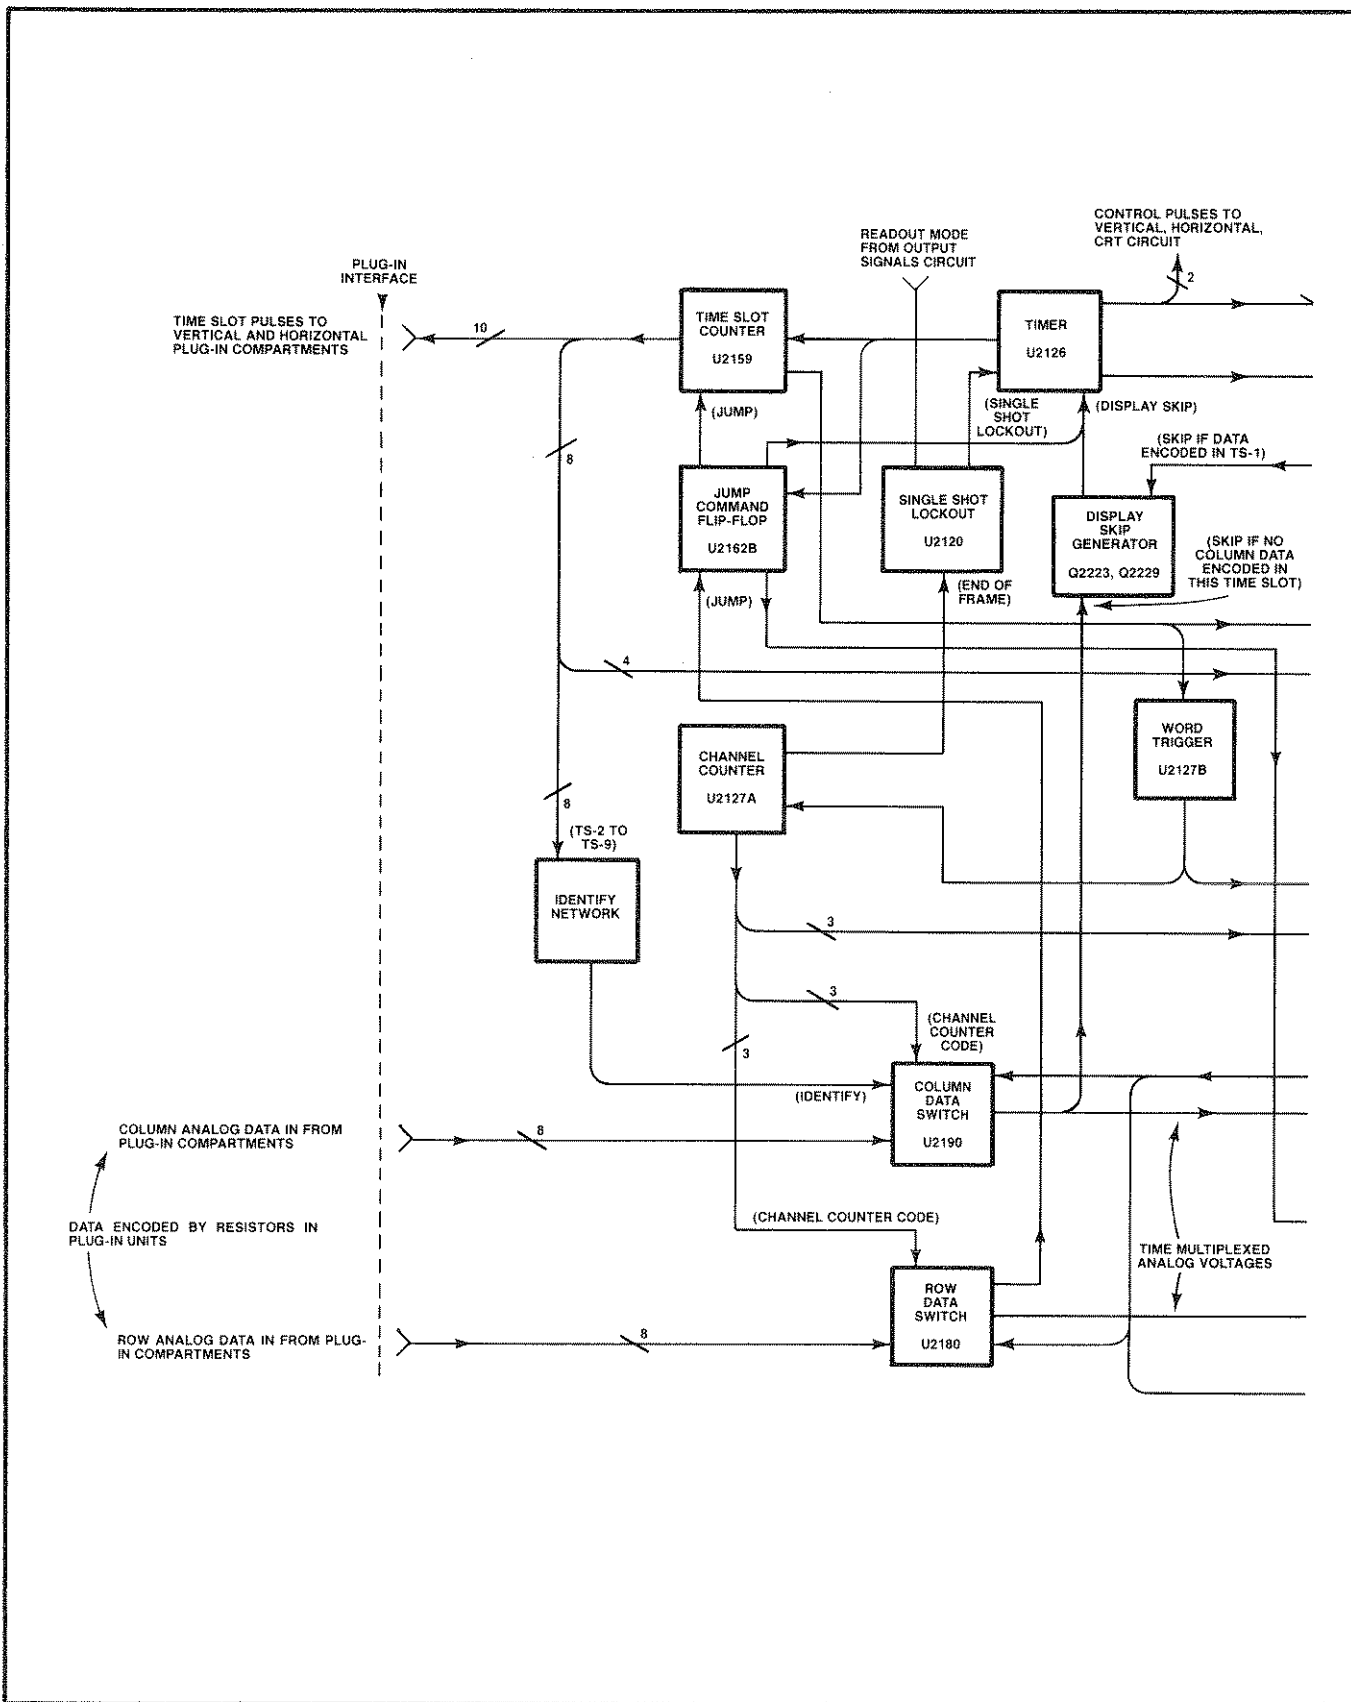 CONTROL PULSES TO
VERTICAL, HORIZONTAL,
CRT CIRCUIT
2
READOUT MODE
FROM OUTPUT
SIGNALS CIRCUIT
PLUG-IN
INTERFACE
TIME SLOT PULSES TO
VERTICAL AND HORIZONTAL
PLUG-IN COMPARTMENTS
10
TIME SLOT
COUNTER
U2159
TIMER
U2126
(JUMP)
(SINGLE
SHOT
LOCKOUT)
(DISPLAY SKIP)
(SKIP IF DATA
ENCODED IN TS-1)
8
JUMP
COMMAND
FLIP-FLOP
U2162B
SINGLE SHOT
LOCKOUT
U2120
DISPLAY
SKIP
GENERATOR
Q2223, Q2229
(SKIP IF NO
COLUMN DATA
ENCODED IN
THIS TIME SLOT)
(JUMP)
(END OF
FRAME)
4
CHANNEL
COUNTER
U2127A
WORD
TRIGGER
U2127B
8
(TS-2 TO
TS-9)
IDENTIFY
NETWORK
3
3
3
(CHANNEL
COUNTER
CODE)
(IDENTIFY)
COLUMN
DATA
SWITCH
U2190
COLUMN ANALOG DATA IN FROM
PLUG-IN COMPARTMENTS
8
DATA ENCODED BY RESISTORS IN
PLUG-IN UNITS
(CHANNEL COUNTER CODE)
TIME MULTIPLEXED
ANALOG VOLTAGES
ROW
DATA
SWITCH
U2180
ROW ANALOG DATA IN FROM PLUG-
IN COMPARTMENTS
8